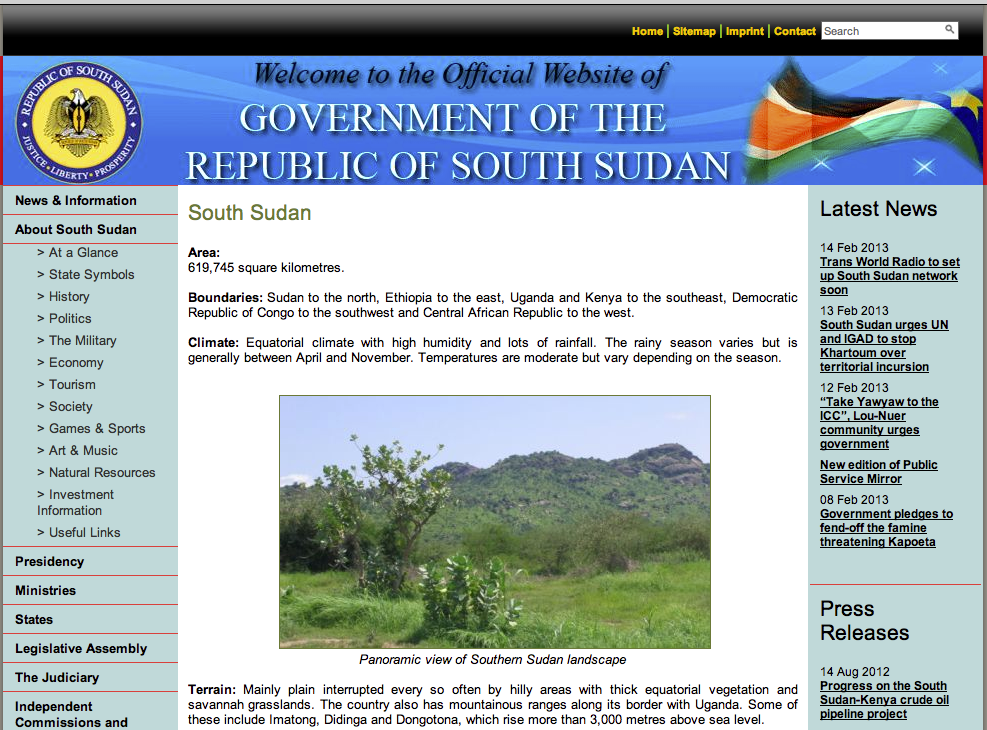 Home | Sitemap | Imprint | Contact Search
REPUBLIC OF SOUTH SUDAN
JUSTICE • LIBERTY • PROSPERITY
Welcome to the Official Website of
GOVERNMENT OF THE
REPUBLIC OF SOUTH SUDAN
News & Information
About South Sudan
> At a Glance
> State Symbols
> History
> Politics
> The Military
> Economy
> Tourism
> Society
> Games & Sports
> Art & Music
> Natural Resources
> Investment
Information
> Useful Links
Presidency
Ministries
States
Legislative Assembly
The Judiciary
Independent
Commissions and
South Sudan
Area:
619,745 square kilometres.
Boundaries: Sudan to the north, Ethiopia to the east, Uganda and Kenya to the southeast, Democratic
Republic of Congo to the southwest and Central African Republic to the west.
Climate: Equatorial climate with high humidity and lots of rainfall. The rainy season varies but is
generally between April and November. Temperatures are moderate but vary depending on the season.
Panoramic view of Southern Sudan landscape
Terrain: Mainly plain interrupted every so often by hilly areas with thick equatorial vegetation and
savannah grasslands. The country also has mountainous ranges along its border with Uganda. Some of
these include Imatong, Didinga and Dongotona, which rise more than 3,000 metres above sea level.
Latest News
14 Feb 2013
Trans World Radio to set
up South Sudan network
soon
13 Feb 2013
South Sudan urges UN
and IGAD to stop
Khartoum over
territorial incursion
12 Feb 2013
“Take Yawyaw to the
ICC”, Lou-Nuer
community urges
government
New edition of Public
Service Mirror
08 Feb 2013
Government pledges to
fend-off the famine
threatening Kapoeta
Press
Releases
14 Aug 2012
Progress on the South
Sudan-Kenya crude oil
pipeline project